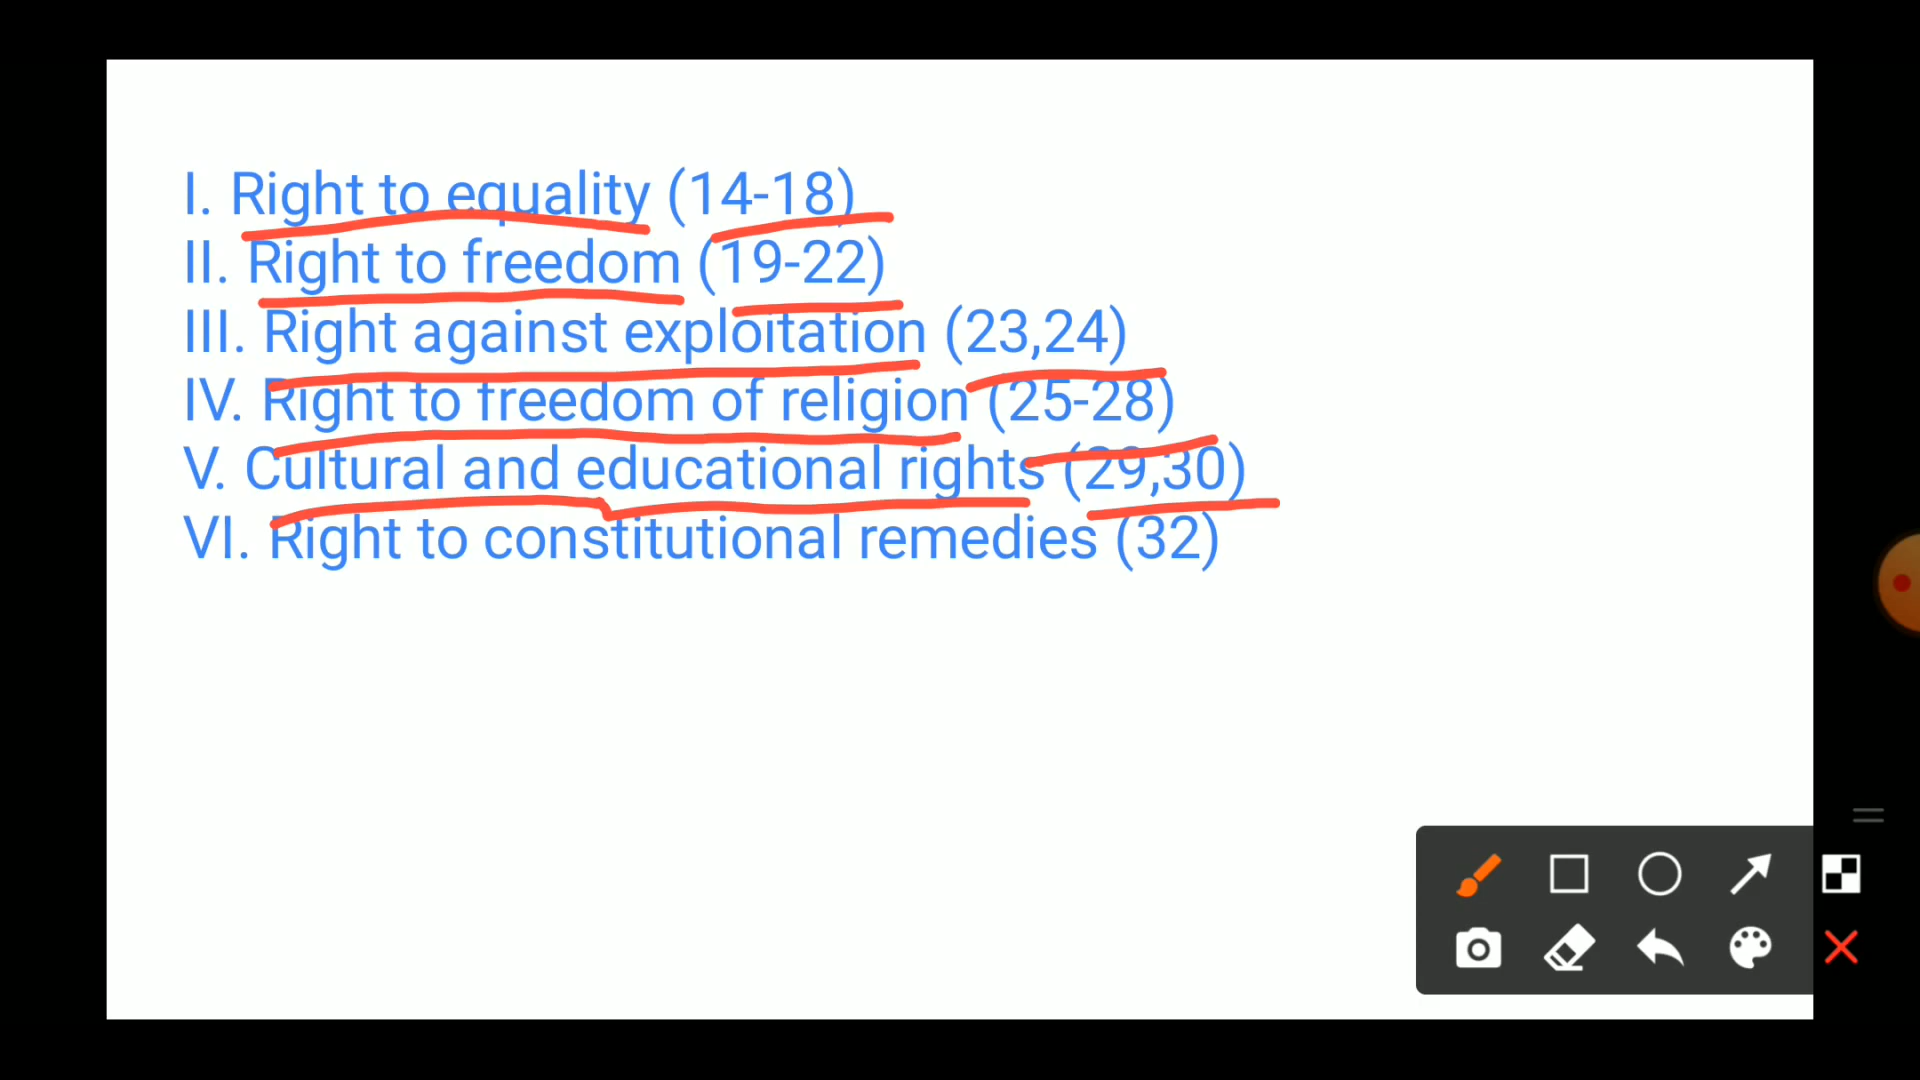 I. Right to equality (14-18)
II. Right to freedom (19-22)
III. Right against exploitation (23,24)
IV. Right to freedom of religion (25-28)
V. Cultural and educational rights (29,30)
VI. Right to constitutional remedies (32)